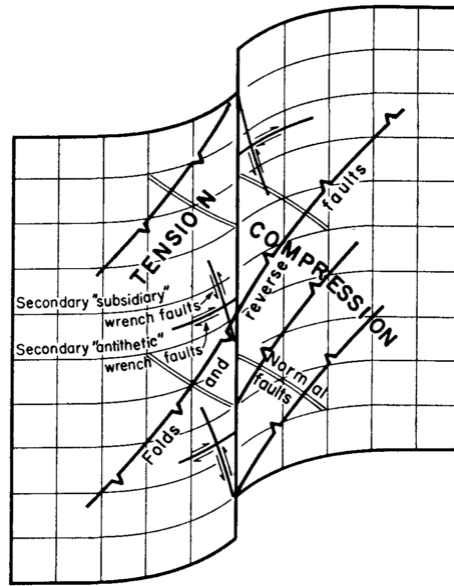 TENSION
COMPRESSION
Folds and reverse faults
Secondary "subsidiary"
wrench faults
Secondary "antithetic"
wrench faults
Normal
faults